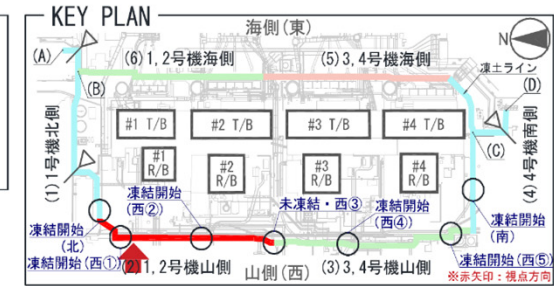 KEY PLAN
海側(東)
N
(A)
(6) 1,2号機海側
(5) 3,4号機海側
凍土ライン
(B)
(D)
#1 T/B
#2 T/B
#3 T/B
#4 T/B
(C)
(1) 1号機北側
(4) 4号機南側
#1
R/B
#2
R/B
#3
R/B
#4
R/B
凍結開始
(西②)
未凍結・西③
凍結開始
(西④)
凍結開始
(南)
凍結開始
(北)
凍結開始(西①)
(2) 1,2号機山側
山側(西)
(3) 3,4号機山側
凍結開始(西⑤)
※赤矢印:視点方向